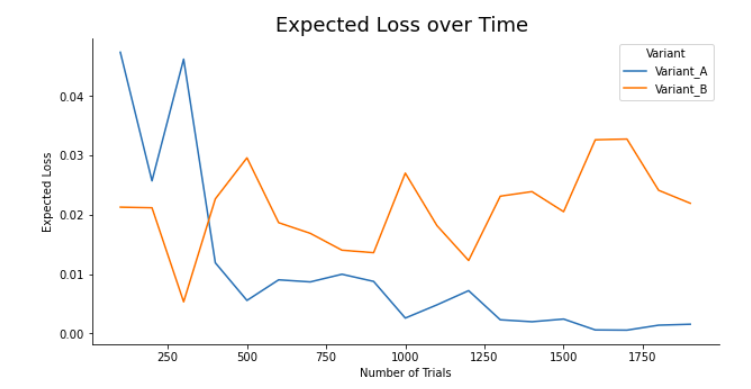 Expected Loss over Time
Variant
Variant_A
Variant_B
Expected Loss
0.04
0.03
0.02
0.01
0.00
250
500
750
1000
1250
1500
1750
Number of Trials